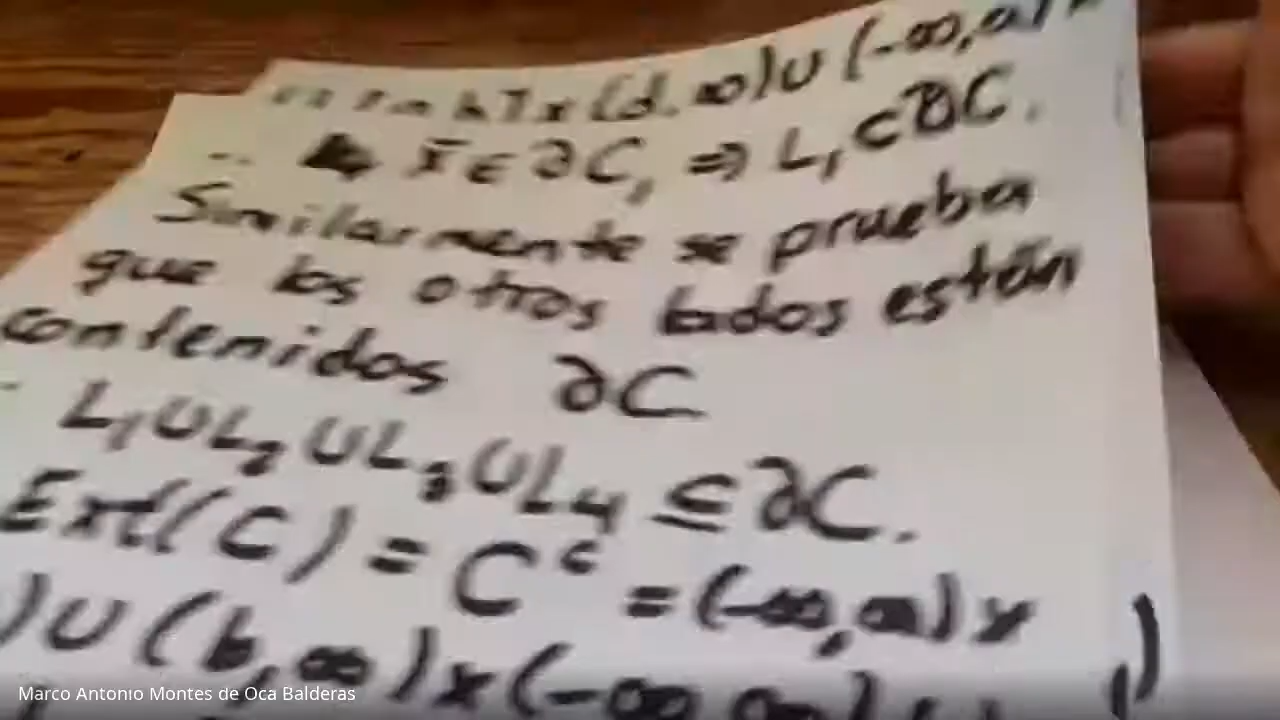 x (d, ∞) ∪ (-∞, a)
x̄ ∈ ∂C, ⇒ L₁ ⊂ ∂C.
Similarmente se prueba
que los otros lados están
contenidos ∂C
L₁ ∪ L₂ ∪ L₃ ∪ L₄ ⊆ ∂C.
Ext(C) = Cᶜ = (-∞, a) x
) ∪ (b, ∞) x (-∞, ∞)
Marco Antonio Montes de Oca Balderas